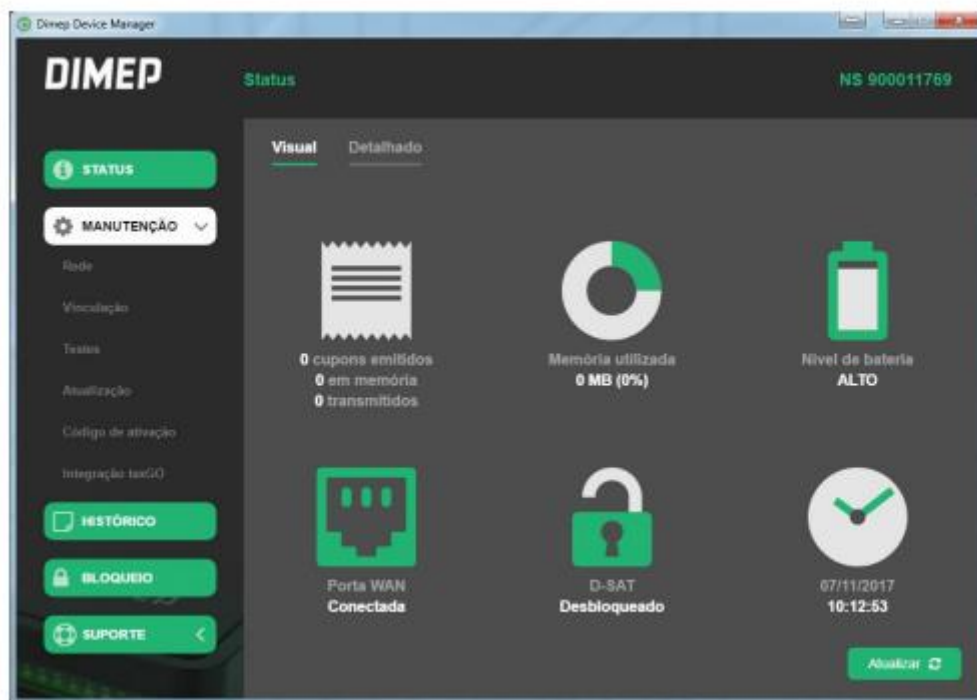 Dimep Device Manager
DIMEP
Status
NS 900011769
STATUS
MANUTENÇÃO
Rede
Vinculação
Testes
Atualização
Código de ativação
Integração taxGO
HISTÓRICO
BLOQUEIO
SUPORTE
Visual
Detalhado
0 cupons emitidos
0 em memória
0 transmitidos
Memória utilizada
0 MB (0%)
Nível de bateria
ALTO
Porta WAN
Conectada
D-SAT
Desbloqueado
07/11/2017
10:12:53
Atualizar